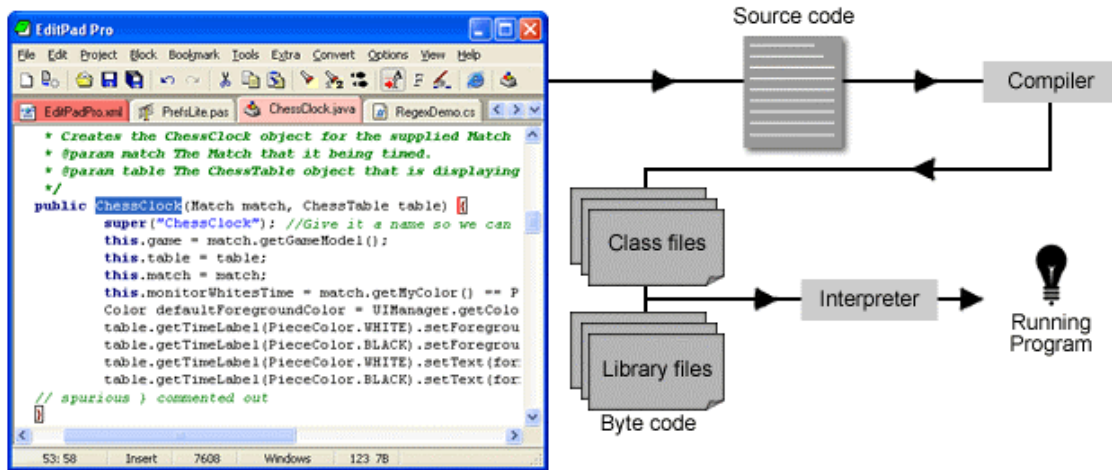 EditPad Pro
File Edit Project Block Bookmark Tools Extra Convert Options View Help
EditPadPro.xml PrefsLite.pas ChessClock.java RegexDemo.cs
* Creates the ChessClock object for the supplied Match
* @param match The Match that it being timed.
* @param table The ChessTable object that is displaying
*/
public ChessClock(Match match, ChessTable table) {
super("ChessClock"); //Give it a name so we can
this.game = match.getGameModel();
this.table = table;
this.match = match;
this.monitorWhitesTime = match.getMyColor() == P
Color defaultForegroundColor = UIManager.getColo
table.getTimeLabel(PieceColor.WHITE).setForegrou
table.getTimeLabel(PieceColor.BLACK).setForegrou
table.getTimeLabel(PieceColor.WHITE).setText(for
table.getTimeLabel(PieceColor.BLACK).setText(for
// spurious } commented out
}
53: 58 Insert 7608 Windows 123 78
Source code
Compiler
Class files
Interpreter
Running
Program
Library files
Byte code